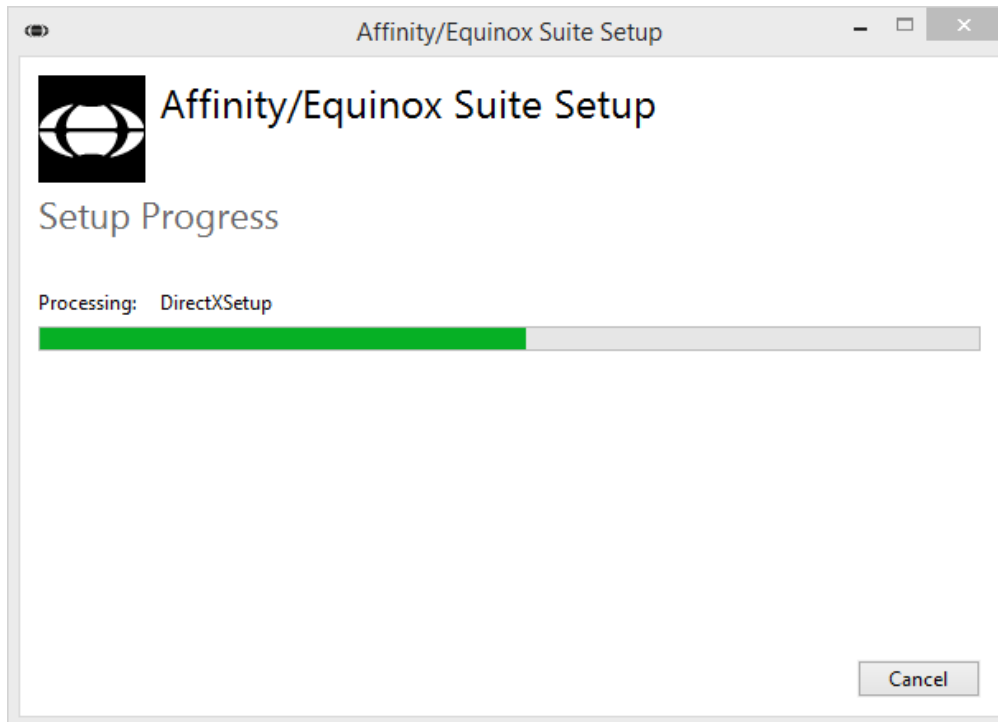 Affinity/Equinox Suite Setup
Affinity/Equinox Suite Setup
Setup Progress
Processing: DirectXSetup
Cancel